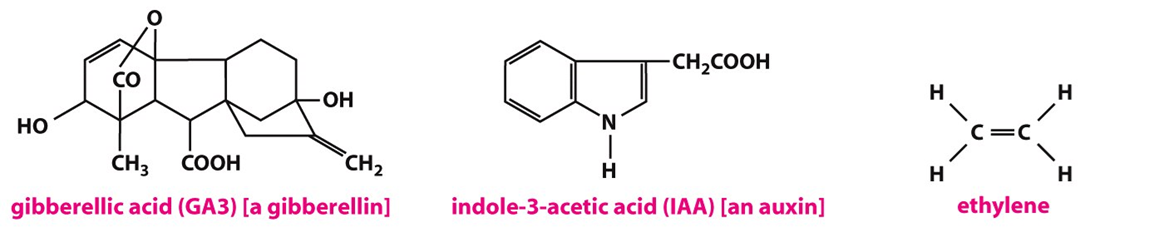 O
CO
HO
OH
CH₃
COOH
CH₂
gibberellic acid (GA3) [a gibberellin]
CH₂COOH
N
H
indole-3-acetic acid (IAA) [an auxin]
H H
C C
H H
ethylene